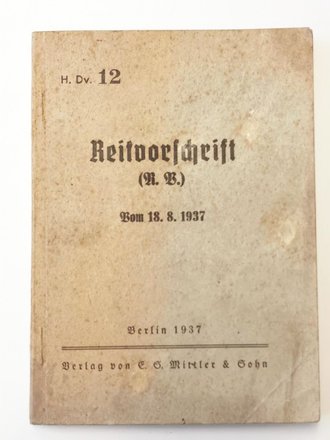 H. Dv. 12
Reitvorschrift
(R. V.)
Vom 18. 8. 1937
Berlin 1937
Verlag von E. S. Mittler & Sohn